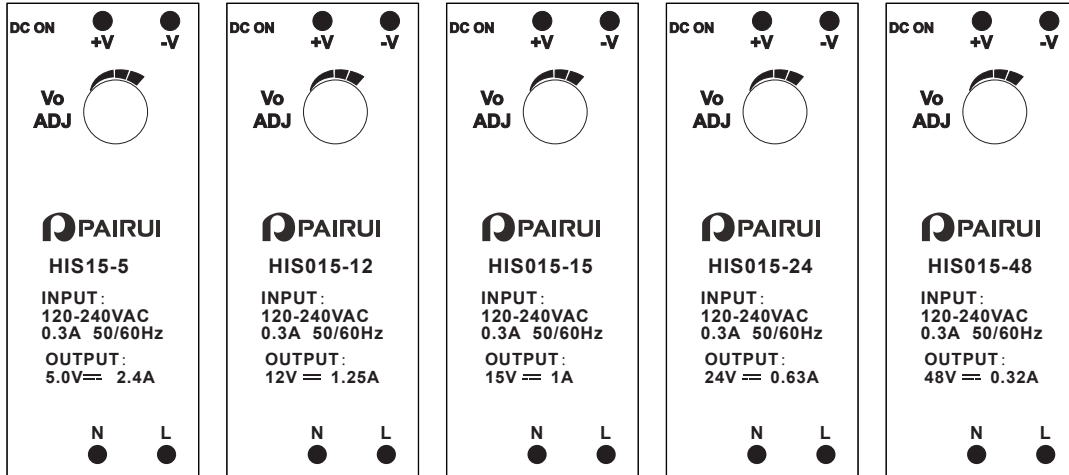 DC ON
+V -V
Vo
ADJ
PAIRUI
HIS15-5
INPUT:
120-240VAC
0.3A 50/60Hz
OUTPUT:
5.0V 2.4A
N L
DC ON
+V -V
Vo
ADJ
PAIRUI
HIS015-12
INPUT:
120-240VAC
0.3A 50/60Hz
OUTPUT:
12V 1.25A
N L
DC ON
+V -V
Vo
ADJ
PAIRUI
HIS015-15
INPUT:
120-240VAC
0.3A 50/60Hz
OUTPUT:
15V 1A
N L
DC ON
+V -V
Vo
ADJ
PAIRUI
HIS015-24
INPUT:
120-240VAC
0.3A 50/60Hz
OUTPUT:
24V 0.63A
N L
DC ON
+V -V
Vo
ADJ
PAIRUI
HIS015-48
INPUT:
120-240VAC
0.3A 50/60Hz
OUTPUT:
48V 0.32A
N L